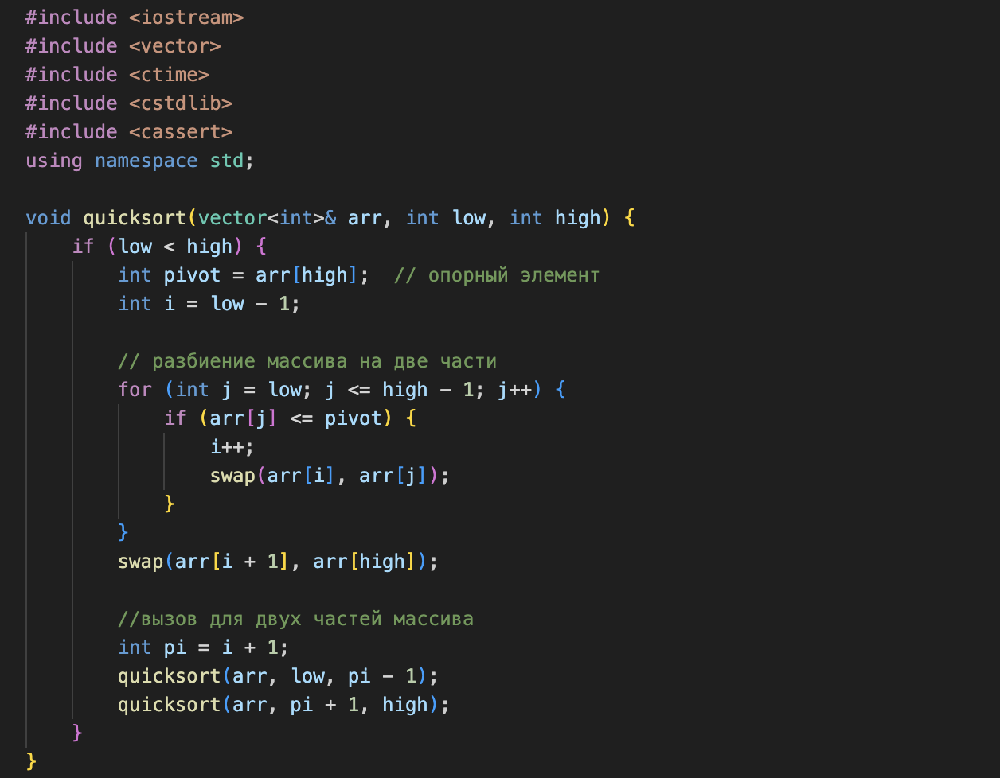 #include <iostream>
#include <vector>
#include <ctime>
#include <cstdlib>
#include <cassert>
using namespace std;

void quicksort(vector<int>& arr, int low, int high) {
    if (low < high) {
        int pivot = arr[high];  // опорный элемент
        int i = low - 1;

        // разбиение массива на две части
        for (int j = low; j <= high - 1; j++) {
            if (arr[j] <= pivot) {
                i++;
                swap(arr[i], arr[j]);
            }
        }
        swap(arr[i + 1], arr[high]);

        //вызов для двух частей массива
        int pi = i + 1;
        quicksort(arr, low, pi - 1);
        quicksort(arr, pi + 1, high);
    }
}